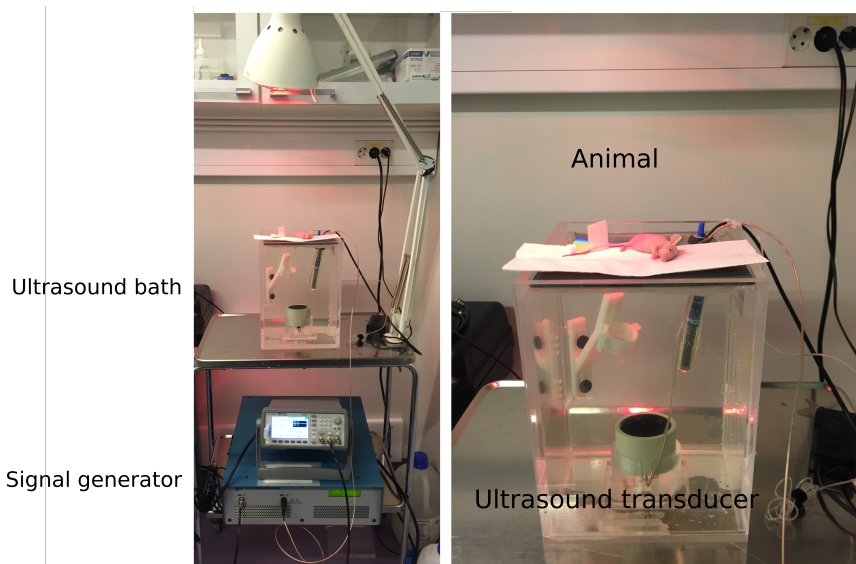 Animal
Ultrasound bath
Signal generator
Ultrasound transducer